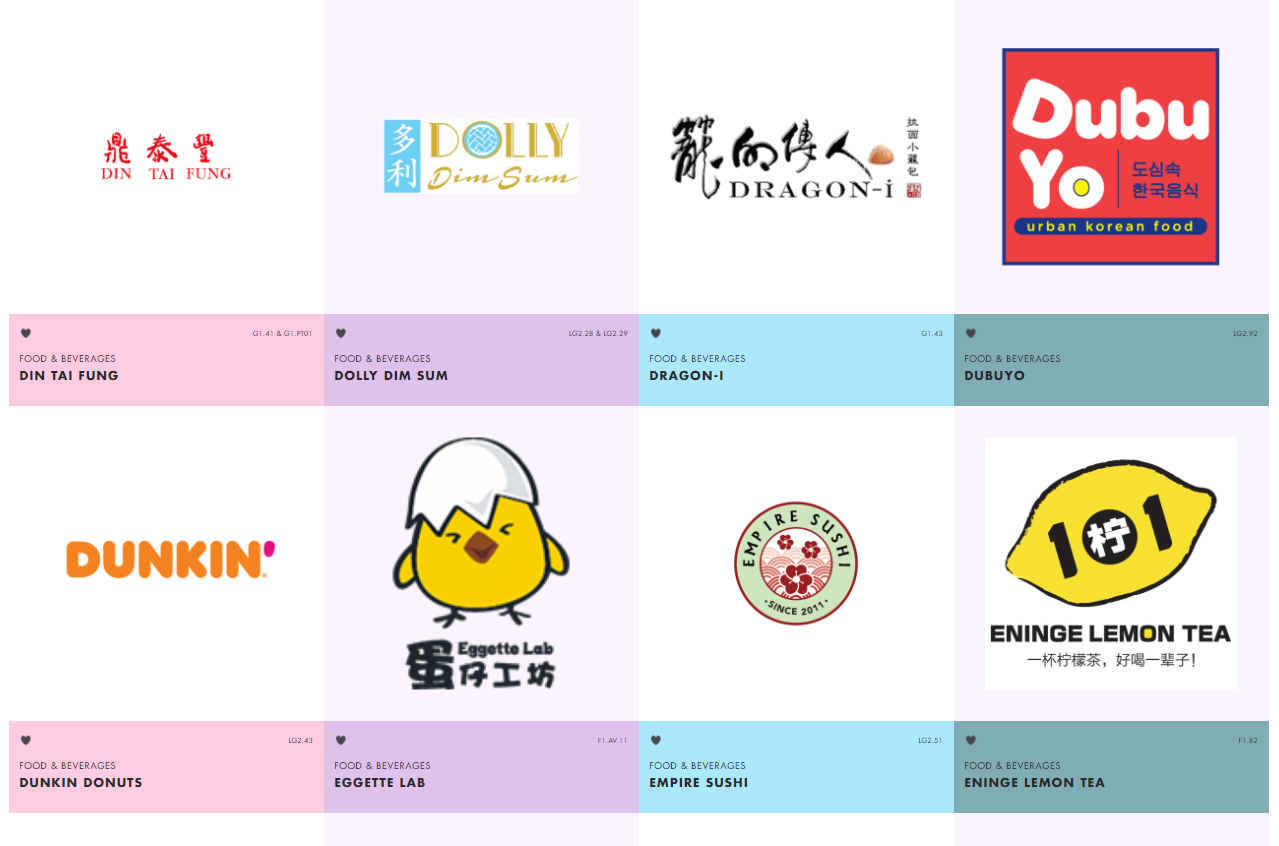 鼎 泰 豐
DIN TAI FUNG
多利
DOLLY
Dim Sum
籠的傳人
DRAGON-i
拉面小籠包
Dubu
Yo
도심속
한국음식
urban korean food
G1.41 & G1.PT01
FOOD & BEVERAGES
DIN TAI FUNG
LG2.28 & LG2.29
FOOD & BEVERAGES
DOLLY DIM SUM
G1.43
FOOD & BEVERAGES
DRAGON-I
LG2.92
FOOD & BEVERAGES
DUBUYO
DUNKIN'
Eggette Lab
蛋仔工坊
EMPIRE SUSHI
·SINCE 2011·
1柠1
ENINGE LEMON TEA
一杯柠檬茶，好喝一辈子！
LG2.43
FOOD & BEVERAGES
DUNKIN DONUTS
F1.AV.11
FOOD & BEVERAGES
EGGETTE LAB
LG2.51
FOOD & BEVERAGES
EMPIRE SUSHI
F1.82
FOOD & BEVERAGES
ENINGE LEMON TEA